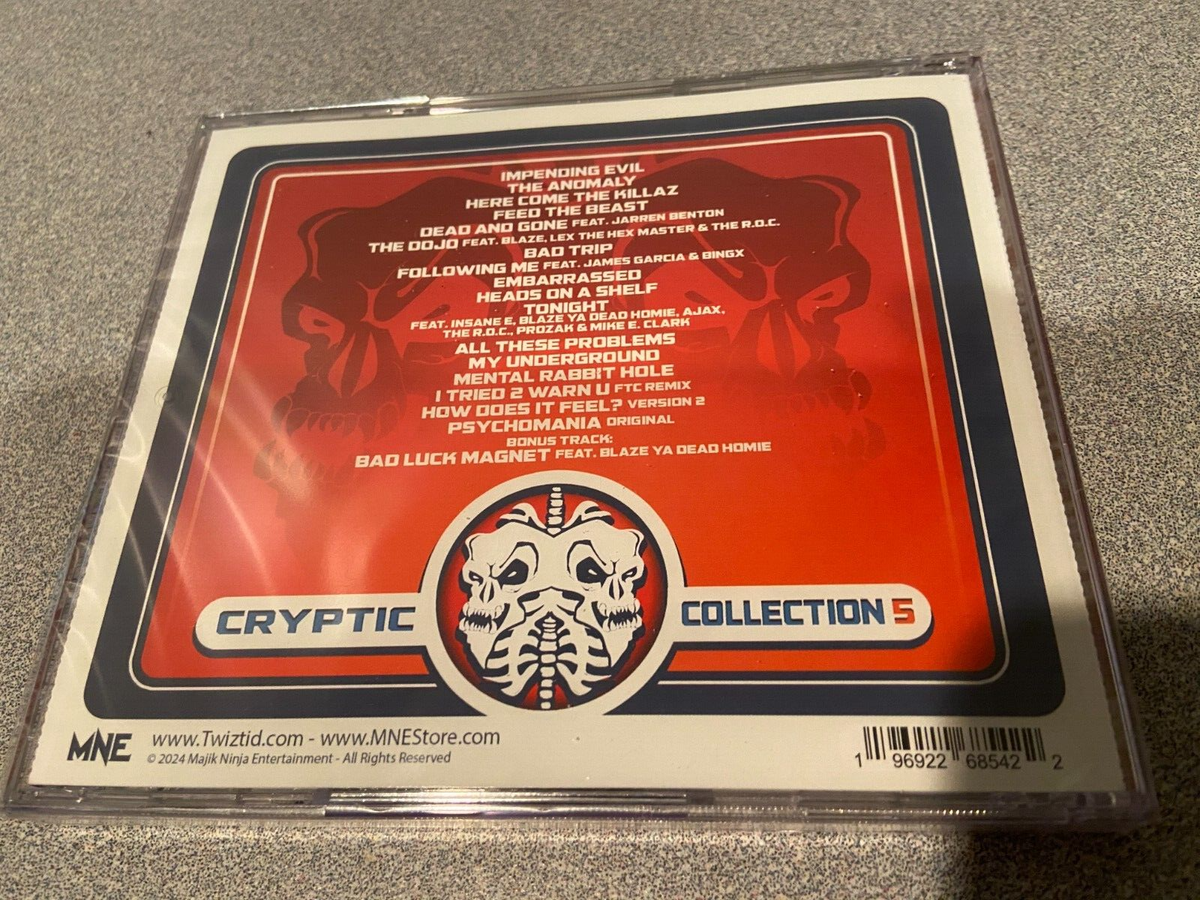 IMPENDING EVIL
THE ANOMALY
HERE COME THE KILLAZ
FEED THE BEAST
DEAD AND GONE FEAT. JARREN BENTON
THE DOJO FEAT. BLAZE, LEX THE HEX MASTER & THE R.O.C.
BAD TRIP
FOLLOWING ME FEAT. JAMES GARCIA & BINGX
EMBARRASSED
HEADS ON A SHELF
TONIGHT
FEAT. INSANE E, BLAZE YA DEAD HOMIE, AJAX,
THE R.O.C., PROZAK & MIKE E. CLARK
ALL THESE PROBLEMS
MY UNDERGROUND
MENTAL RABBIT HOLE
I TRIED 2 WARN U FTC REMIX
HOW DOES IT FEEL? VERSION 2
PSYCHOMANIA ORIGINAL
BONUS TRACK:
BAD LUCK MAGNET FEAT. BLAZE YA DEAD HOMIE
CRYPTIC COLLECTION 5
MNE
www.Twiztid.com - www.MNEStore.com
© 2024 Majik Ninja Entertainment - All Rights Reserved
1 96922 68542 2